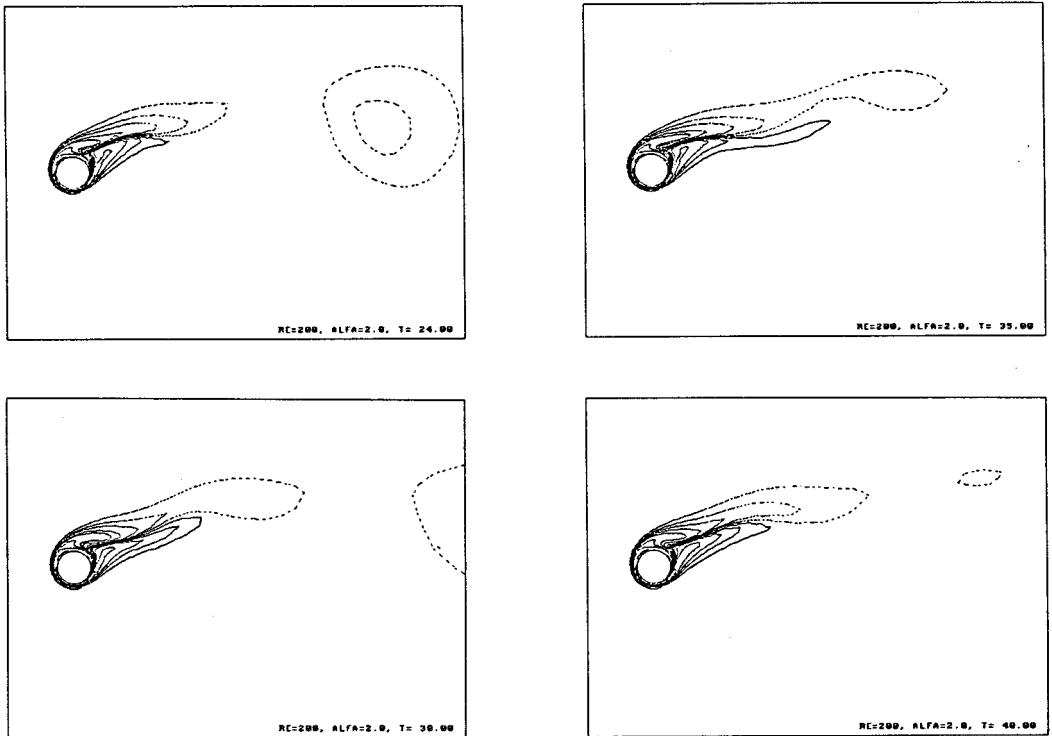 RE=200, ALFA=2.0, T= 24.00
RE=200, ALFA=2.0, T= 35.00
RE=200, ALFA=2.0, T= 30.00
RE=200, ALFA=2.0, T= 40.00